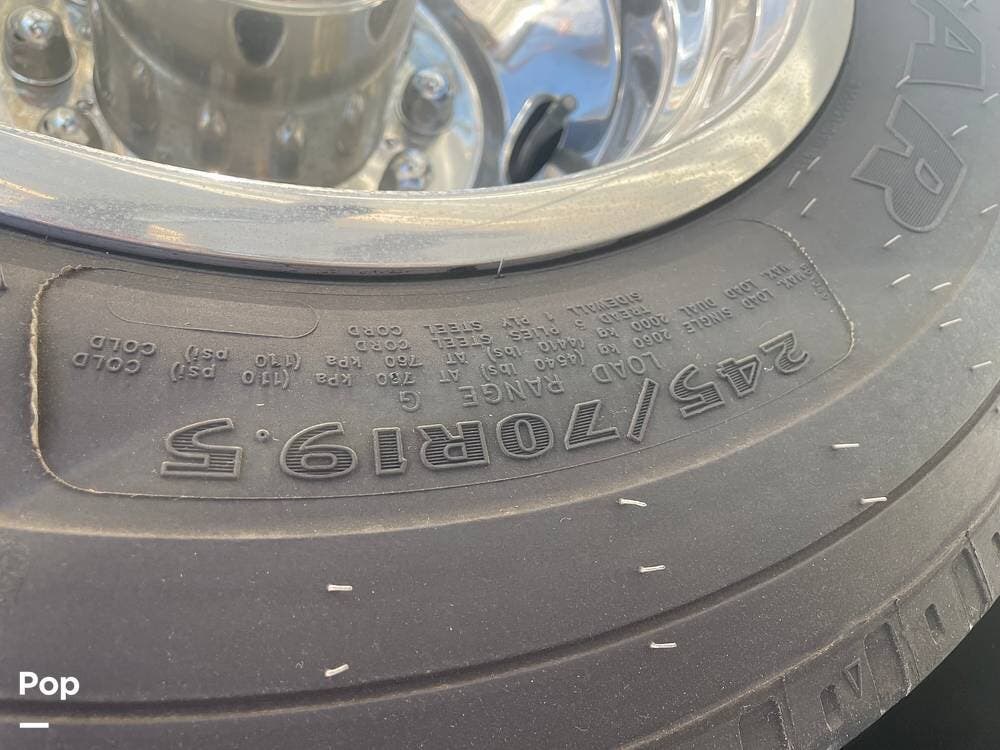 AR
245/70R19.5
LOAD RANGE G
MAX. LOAD SINGLE 2060 kg (4540 lbs) AT 760 kPa (110 psi) COLD
MAX. LOAD DUAL 2000 kg (4410 lbs) AT 760 kPa (110 psi) COLD
TREAD 5 PLIES STEEL CORD
SIDEWALL 1 PLY STEEL CORD
Pop